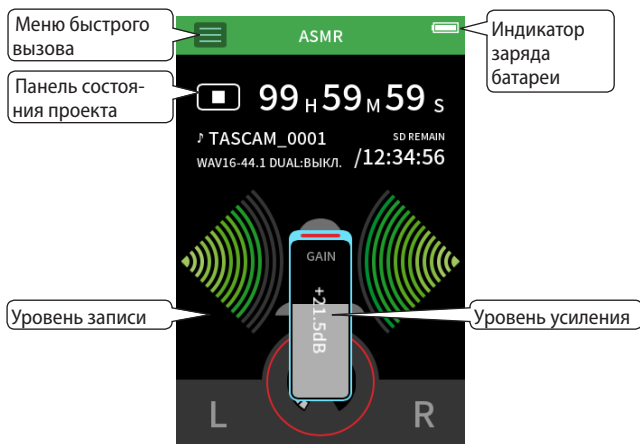 Меню быстрого
вызова
ASMR
Индикатор
заряда
батареи
Панель состоя-
ния проекта
99 H 59 M 59 S
♪ TASCAM_0001
SD REMAIN
WAV16-44.1 DUAL:ВЫКЛ.
/12:34:56
GAIN
+21.5dB
Уровень записи
Уровень усиления
L
R